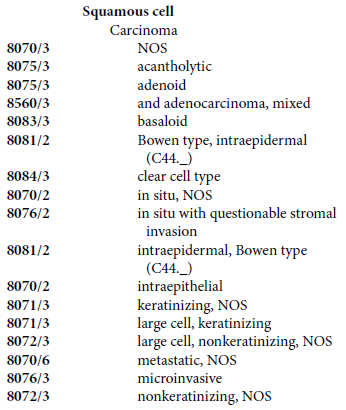 Squamous cell
Carcinoma
8070/3 NOS
8075/3 acantholytic
8075/3 adenoid
8560/3 and adenocarcinoma, mixed
8083/3 basaloid
8081/2 Bowen type, intraepidermal
(C44._)
8084/3 clear cell type
8070/2 in situ, NOS
8076/2 in situ with questionable stromal
invasion
8081/2 intraepidermal, Bowen type
(C44._)
8070/2 intraepithelial
8071/3 keratinizing, NOS
8071/3 large cell, keratinizing
8072/3 large cell, nonkeratinizing, NOS
8070/6 metastatic, NOS
8076/3 microinvasive
8072/3 nonkeratinizing, NOS